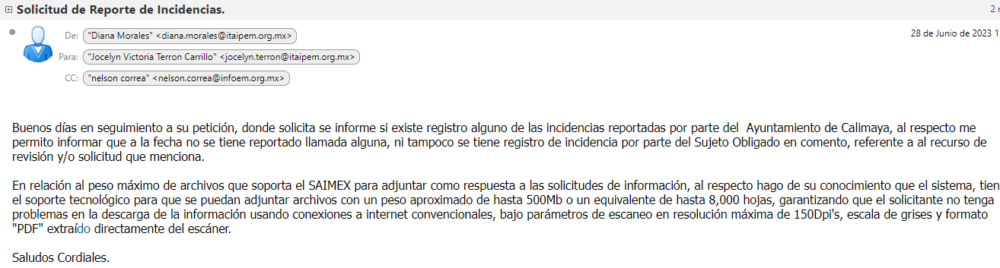 Solicitud de Reporte de Incidencias.
2
28 de Junio de 2023 1
De: "Diana Morales" <diana.morales@itaipem.org.mx>
Para: "Jocelyn Victoria Terron Carrillo" <jocelyn.terron@itaipem.org.mx>
CC: "nelson correa" <nelson.correa@infoem.org.mx>
Buenos días en seguimiento a su petición, donde solicita se informe si existe registro alguno de las incidencias reportadas por parte del Ayuntamiento de Calimaya, al respecto me
permito informar que a la fecha no se tiene reportado llamada alguna, ni tampoco se tiene registro de incidencia por parte del Sujeto Obligado en comento, referente a al recurso de
revisión y/o solicitud que menciona.
En relación al peso máximo de archivos que soporta el SAIMEX para adjuntar como respuesta a las solicitudes de información, al respecto hago de su conocimiento que el sistema, tien
el soporte tecnológico para que se puedan adjuntar archivos con un peso aproximado de hasta 500Mb o un equivalente de hasta 8,000 hojas, garantizando que el solicitante no tenga
problemas en la descarga de la información usando conexiones a internet convencionales, bajo parámetros de escaneo en resolución máxima de 150Dpi's, escala de grises y formato
"PDF" extraído directamente del escáner.
Saludos Cordiales.